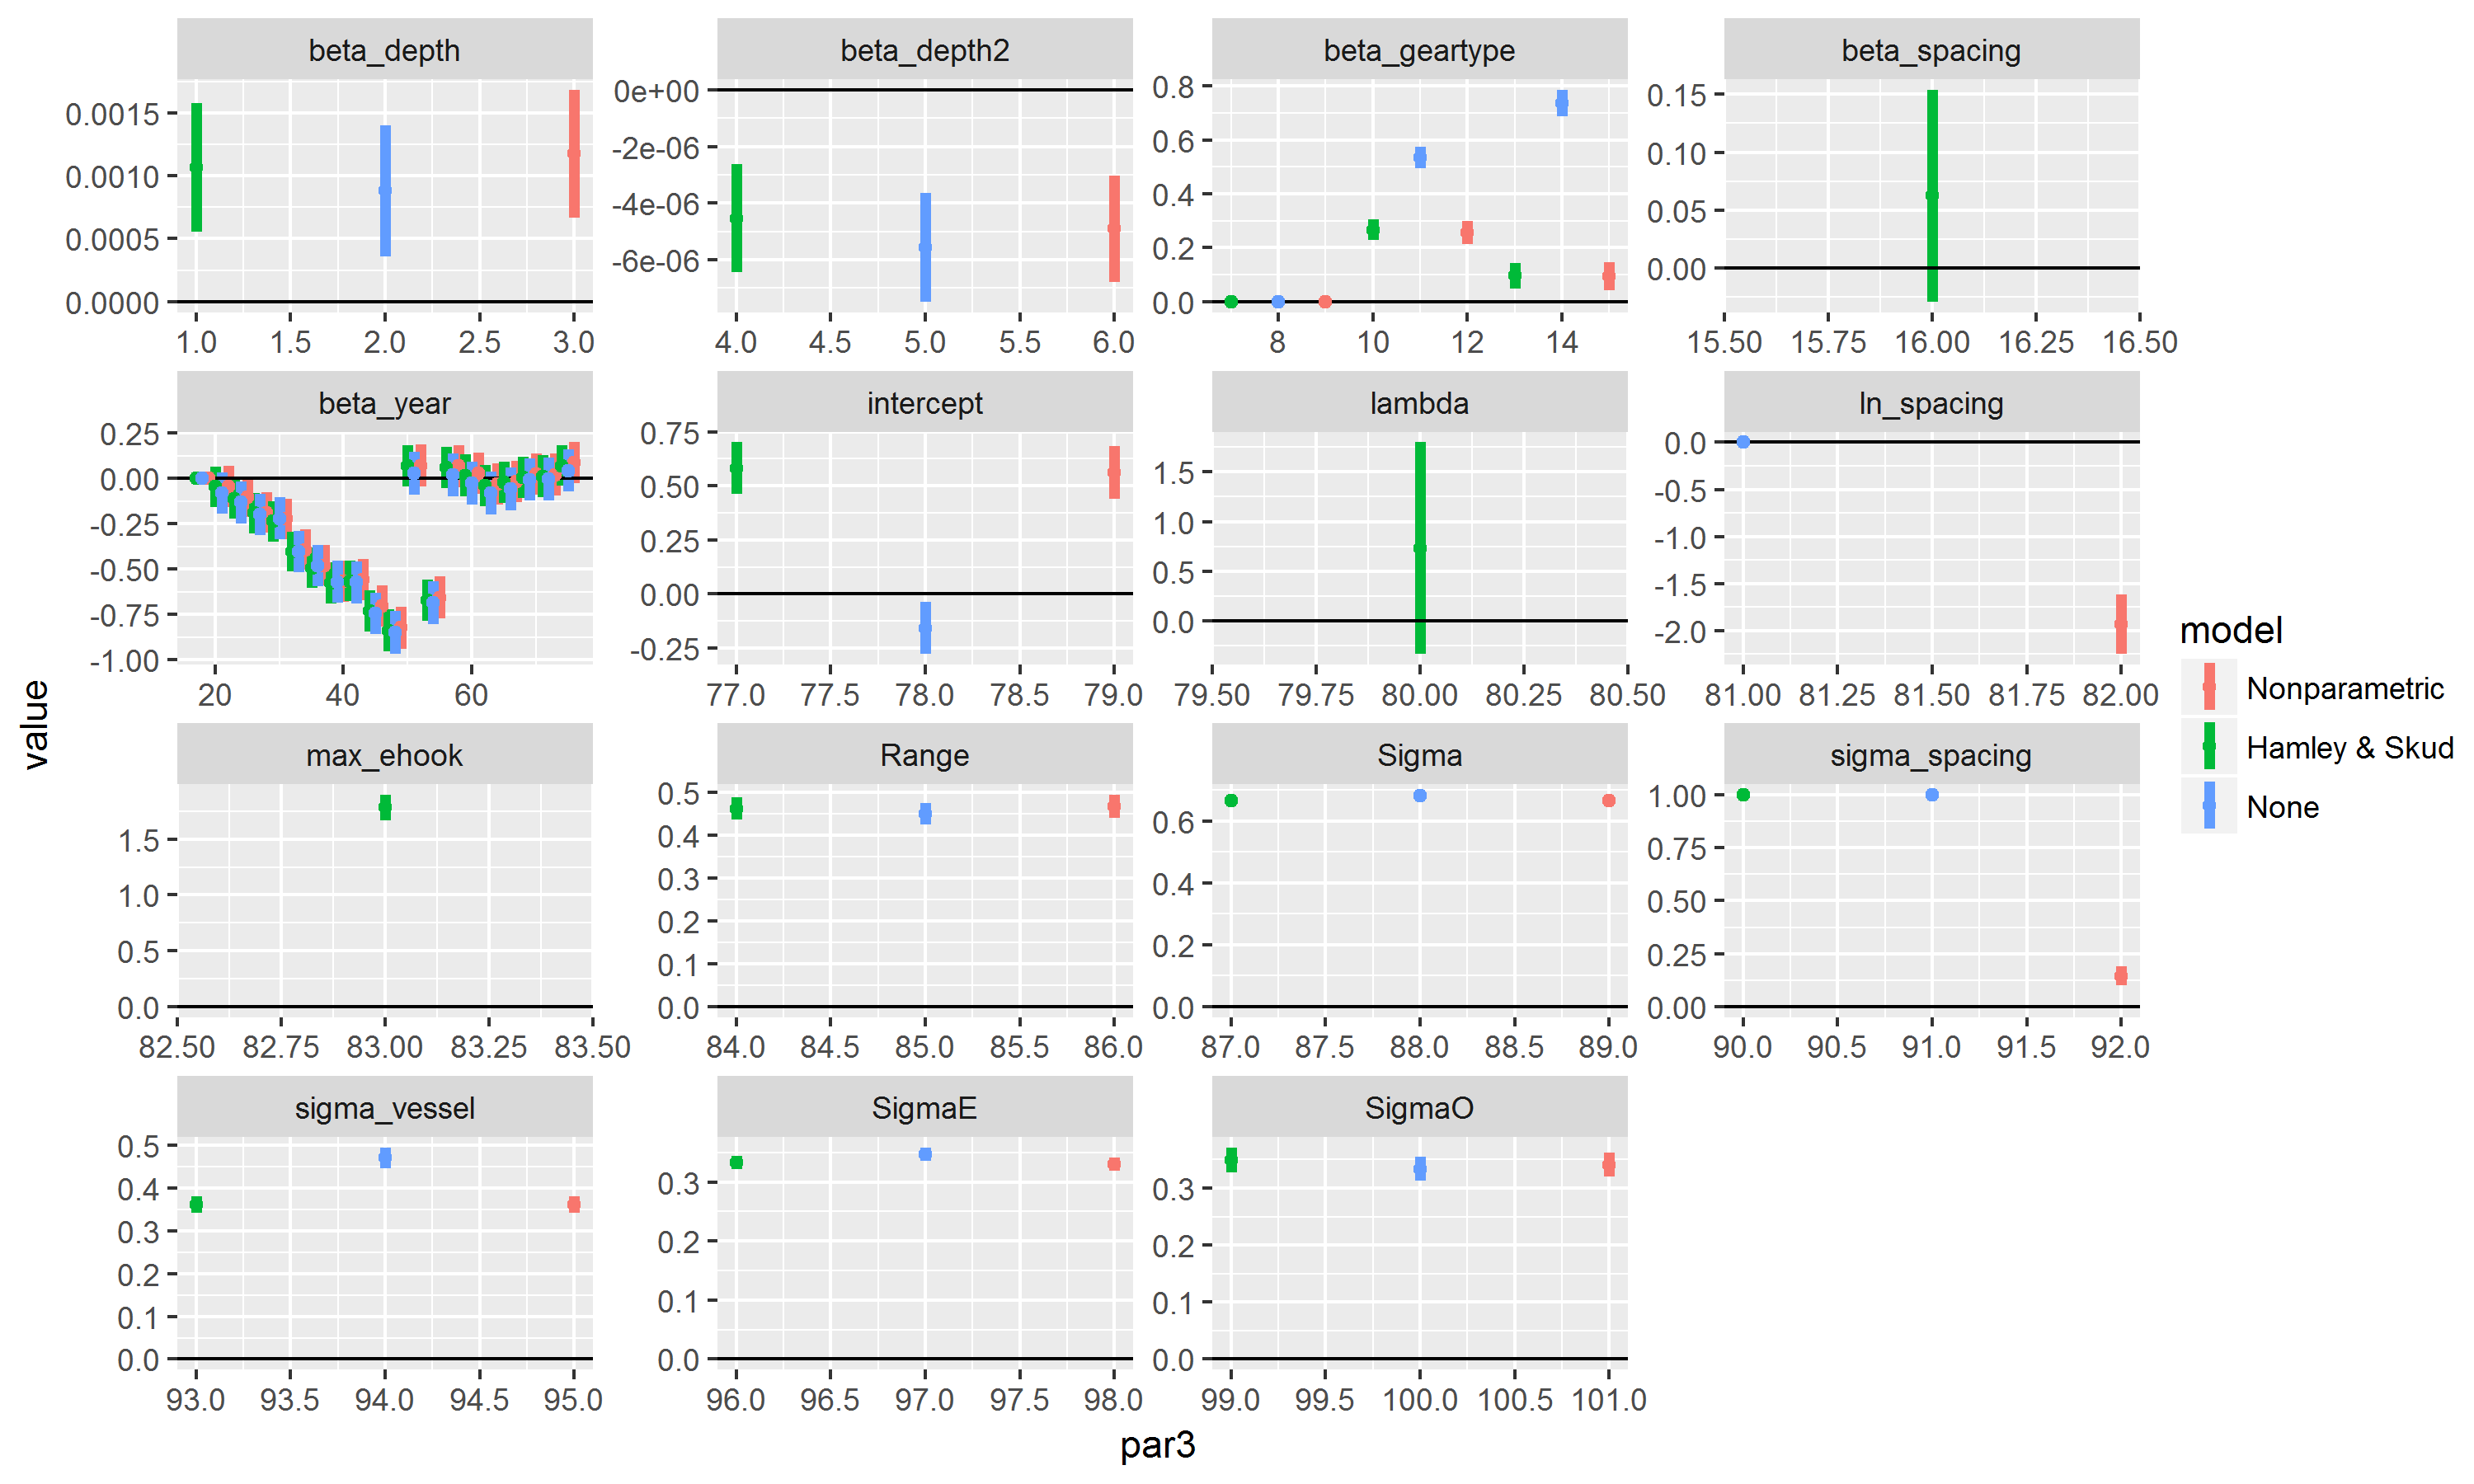 beta_depth beta_depth2 beta_geartype beta_spacing
0.0015 0.0010 0.0005 0.0000
0e+00 -2e-06 -4e-06 -6e-06
0.8 0.6 0.4 0.2 0.0
0.15 0.10 0.05 0.00
1.0 1.5 2.0 2.5 3.0
4.0 4.5 5.0 5.5 6.0
8 10 12 14
15.50 15.75 16.00 16.25 16.50
beta_year intercept lambda ln_spacing
0.25 0.00 -0.25 -0.50 -0.75 -1.00
0.75 0.50 0.25 0.00 -0.25
1.5 1.0 0.5 0.0
0.0 -0.5 -1.0 -1.5 -2.0
20 40 60
77.0 77.5 78.0 78.5 79.0
79.50 79.75 80.00 80.25 80.50
81.00 81.25 81.50 81.75 82.00
max_ehook Range Sigma sigma_spacing
1.5 1.0 0.5 0.0
0.5 0.4 0.3 0.2 0.1 0.0
0.6 0.4 0.2 0.0
1.00 0.75 0.50 0.25 0.00
82.50 82.75 83.00 83.25 83.50
84.0 84.5 85.0 85.5 86.0
87.0 87.5 88.0 88.5 89.0
90.0 90.5 91.0 91.5 92.0
sigma_vessel SigmaE SigmaO
0.5 0.4 0.3 0.2 0.1 0.0
0.3 0.2 0.1 0.0
0.3 0.2 0.1 0.0
93.0 93.5 94.0 94.5 95.0
96.0 96.5 97.0 97.5 98.0
99.0 99.5 100.0 100.5 101.0
value
par3
model
Nonparametric
Hamley & Skud
None